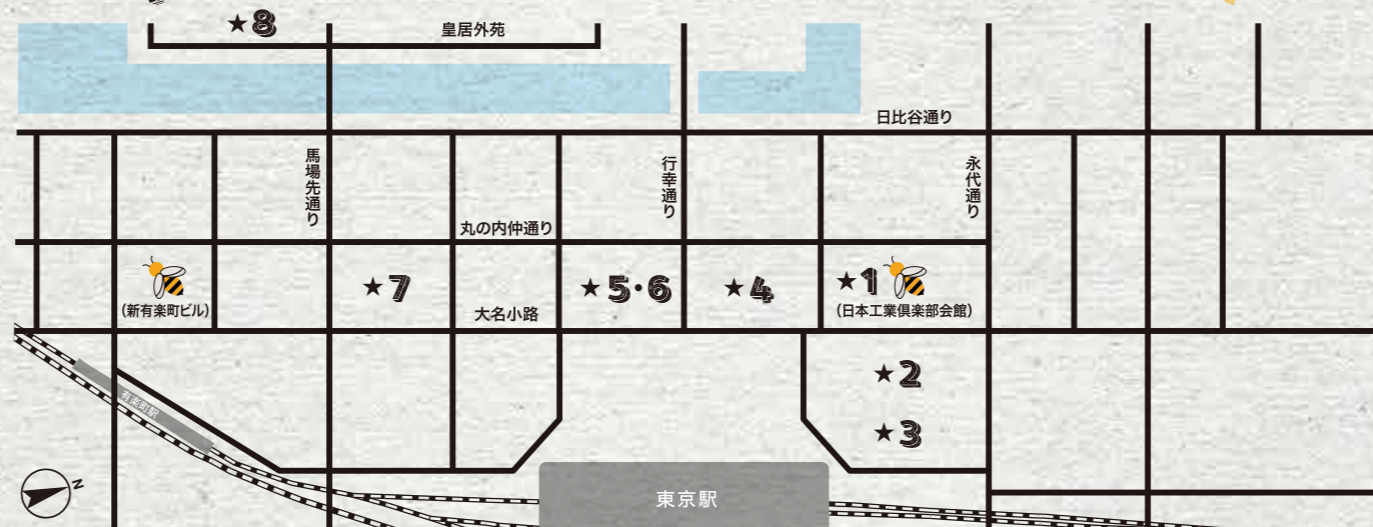 ★8
皇居外苑
日比谷通り
馬場先通り
行幸通り
永代通り
丸の内仲通り
★7
★5・6
★4
★1
(新有楽町ビル)
大名小路
(日本工業倶楽部会館)
★2
有楽町駅
★3
N
東京駅